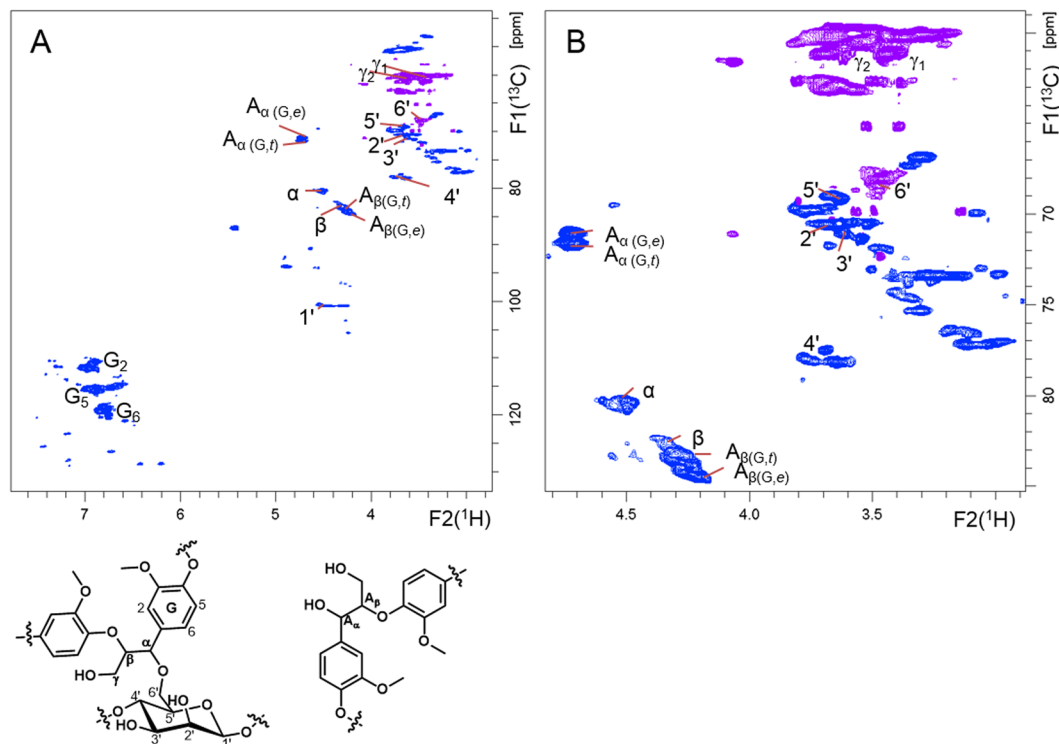 A
F1(¹³C) [ppm]
γ₁
γ₂
6'
Aα (G,e)
5'
Aα (G,t)
2'
3'
4'
α
Aβ(G,t)
β
Aβ(G,e)
80
1'
100
G₂
G₅
G₆
120
7 6 5 4
F2(¹H)
B
F1(¹³C) [ppm]
γ₂ γ₁
5'
6'
2'
3'
Aα (G,e)
Aα (G,t)
75
4'
α
80
β
Aβ(G,t)
Aβ(G,e)
4.5 4.0 3.5
F2(¹H)
O
O
2 G 5
6
O
O
α
β
HO γ
O
6'
4' HO
O
5'
O
HO
3' 2' 1'
O
HO
Aβ
HO
O
Aα
O
O
O